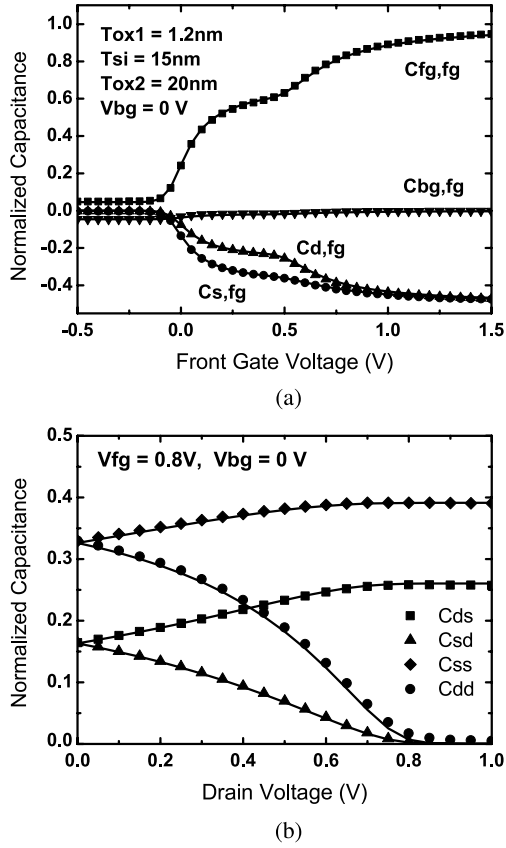 Tox1 = 1.2nm
Tsi = 15nm
Tox2 = 20nm
Vbg = 0 V
Cfg,fg
Cbg,fg
Cd,fg
Cs,fg
Normalized Capacitance
1.0
0.8
0.6
0.4
0.2
0.0
-0.2
-0.4
-0.5
0.0
0.5
1.0
1.5
Front Gate Voltage (V)
(a)
Vfg = 0.8V, Vbg = 0 V
Normalized Capacitance
0.5
0.4
0.3
0.2
0.1
0.0
Cds
Csd
Css
Cdd
0.0
0.2
0.4
0.6
0.8
1.0
Drain Voltage (V)
(b)